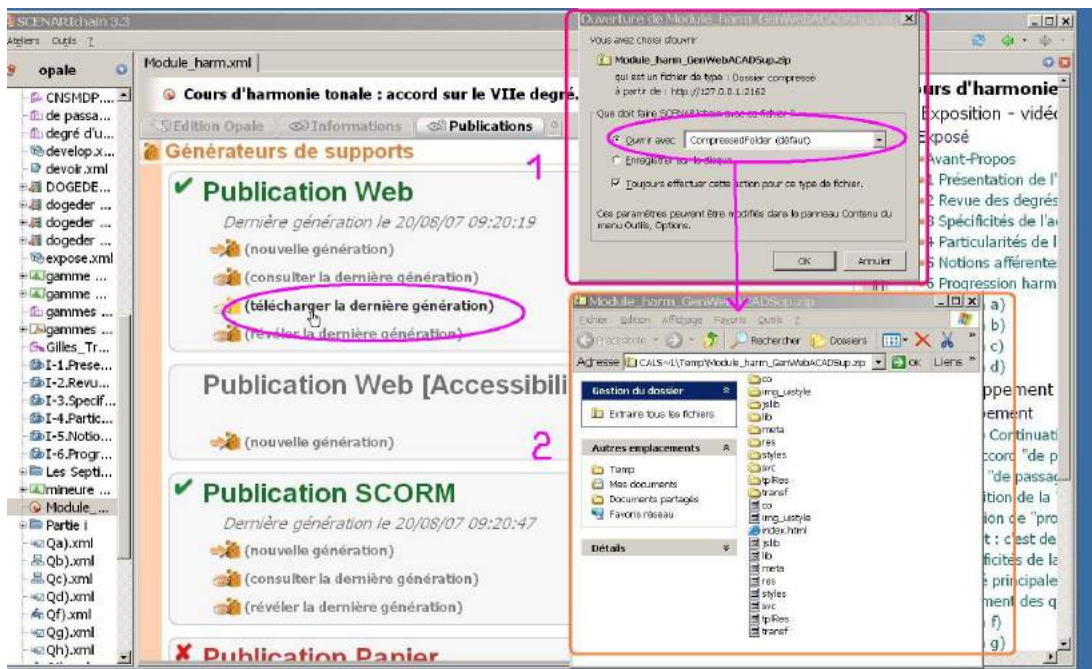 SCENARIchain 3.3
Ateliers Outils ?
opale
CNSMDP....
de passa...
degré d'u...
develop.x...
devoir.xml
DOGEDE...
dogeder ...
dogeder ...
dogeder ...
expose.xml
gamme ...
gamme ...
gammes ...
gammes ...
Gilles_Tr...
I-1.Prese...
I-2.Revu...
I-3.Specif...
I-4.Partic...
I-5.Notio...
I-6.Progr...
Les Septi...
mineure ...
Module_...
Partie i
Qa).xml
Qb).xml
Qc).xml
Qd).xml
Qf).xml
Qg).xml
Qh).xml
Module_harm.xml
Cours d'harmonie tonale : accord sur le VIIe degré.
Edition Opale
Informations
Publications
Générateurs de supports
1
Publication Web
Dernière génération le 20/08/07 09:20:19
(nouvelle génération)
(consulter la dernière génération)
(télécharger la dernière génération)
(révéler la dernière génération)
Publication Web [Accessibili
(nouvelle génération)
2
Publication SCORM
Dernière génération le 20/08/07 09:20:47
(nouvelle génération)
(consulter la dernière génération)
(révéler la dernière génération)
Publication Papier
Ouverture de Module_harm_GenWebACADSup.zip
Vous avez choisi d'ouvrir
Module_harm_GenWebACADSup.zip
qui est un fichier de type : Dossier compressé
à partir de : http://127.0.0.1:2162
Que doit faire SCENARIchain avec ce fichier ?
Ouvrir avec CompressedFolder (défaut)
Enregistrer sur le disque
Toujours effectuer cette action pour ce type de fichier.
Ces paramètres peuvent être modifiés dans le panneau Contenu du
menu Outils, Options.
OK
Annuler
Module_harm_GenWebACADSup.zip
Fichier Edition Affichage Favoris Outils ?
Précédente
Rechercher
Dossiers
Adresse CALS~1\Temp\Module_harm_GenWebACADSup.zip OK Liens
Gestion du dossier
Extraire tous les fichiers
Autres emplacements
Temp
Mes documents
Documents partagés
Favoris réseau
Détails
co
img_uistyle
jslib
lib
meta
res
styles
svc
tplRes
transf
co
img_uistyle
index.html
jslib
lib
meta
res
styles
svc
tplRes
transf
urs d'harmonie
Exposition - vidéo
Exposé
Avant-Propos
1 Présentation de l'
2 Revue des degrés
3 Spécificités de l'a
4 Particularités de l
5 Notions afférente
6 Progression harm
a)
b)
c)
d)
ppement
ement
Continuati
ccord "de p
"de passag
ition de la
ion de "pro
t : c'est de
ficités de la
principale
ment des q
f)
g)